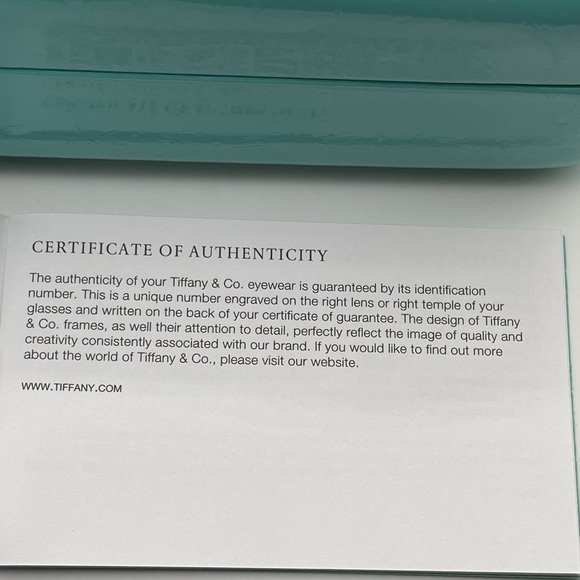 CERTIFICATE OF AUTHENTICITY
The authenticity of your Tiffany & Co. eyewear is guaranteed by its identification
number. This is a unique number engraved on the right lens or right temple of your
glasses and written on the back of your certificate of guarantee. The design of Tiffany
& Co. frames, as well their attention to detail, perfectly reflect the image of quality and
creativity consistently associated with our brand. If you would like to find out more
about the world of Tiffany & Co., please visit our website.
WWW.TIFFANY.COM